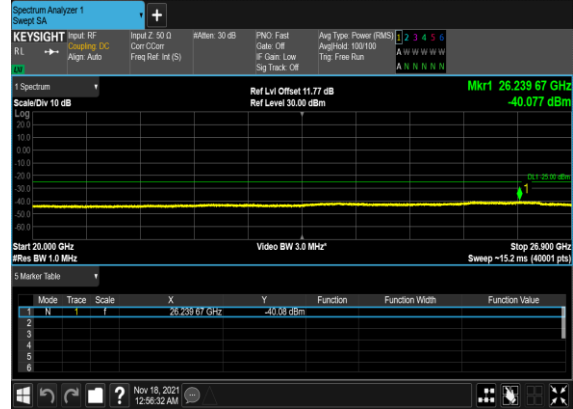 Spectrum Analyzer 1
Swept SA
+
KEYSIGHT Input: RF Input Z: 50 Ω #Atten: 30 dB PNO: Fast Avg Type: Power (RMS) 1 2 3 4 5 6
RL Coupling: DC Corr CCorr Gate: Off Avg|Hold: 100/100 A W W W W W
Align: Auto Freq Ref: Int (S) IF Gain: Low Trig: Free Run
Sig Track: Off A N N N N N
1 Spectrum Ref Lvl Offset 11.77 dB Mkr1 26.239 67 GHz
Scale/Div 10 dB Ref Level 30.00 dBm -40.077 dBm
Log
20.0
10.0
0.00
-10.0
-20.0 DL1 -25.00 dBm
-30.0 1
-40.0
-50.0
-60.0
Start 20.000 GHz Video BW 3.0 MHz* Stop 26.900 GHz
#Res BW 1.0 MHz Sweep ~15.2 ms (40001 pts)
5 Marker Table
Mode Trace Scale X Y Function Function Width Function Value
1 N 1 f 26.239 67 GHz -40.08 dBm
2
3
4
5
6
? Nov 18, 2021
12:56:32 AM